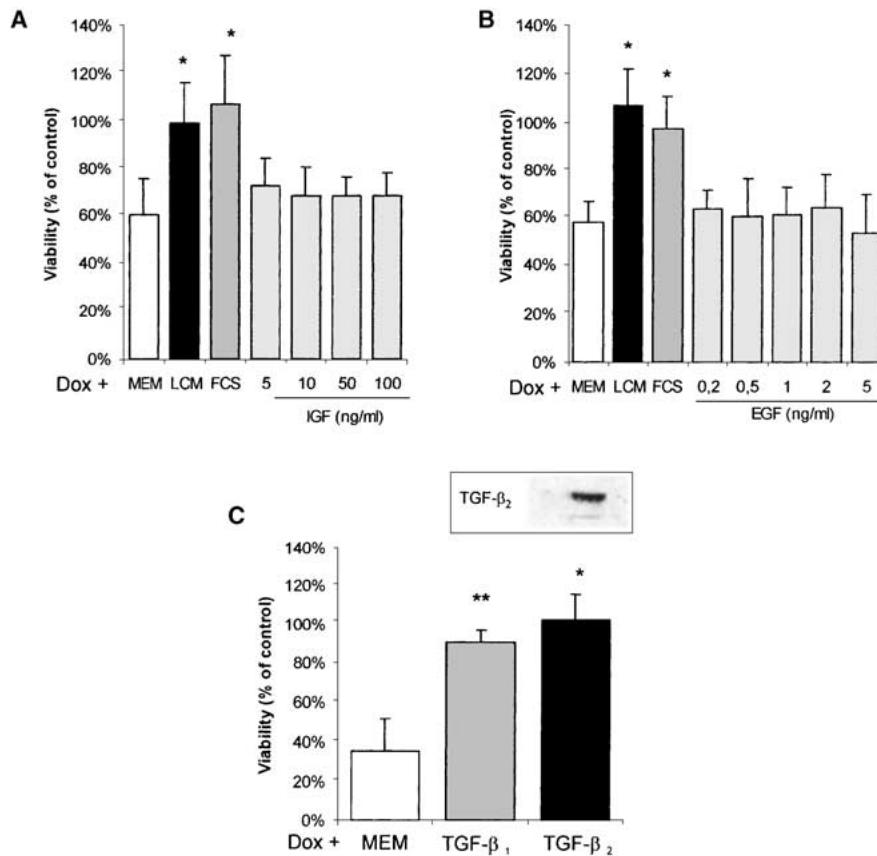 A
Viability (% of control)
140%
120%
100%
80%
60%
40%
20%
0%
* *
Dox + MEM LCM FCS 5 10 50 100
IGF (ng/ml)
B
Viability (% of control)
140%
120%
100%
80%
60%
40%
20%
0%
* *
Dox + MEM LCM FCS 0,2 0,5 1 2 5
EGF (ng/ml)
TGF-β₂
C
Viability (% of control)
140%
120%
100%
80%
60%
40%
20%
0%
** *
Dox + MEM TGF-β₁ TGF-β₂